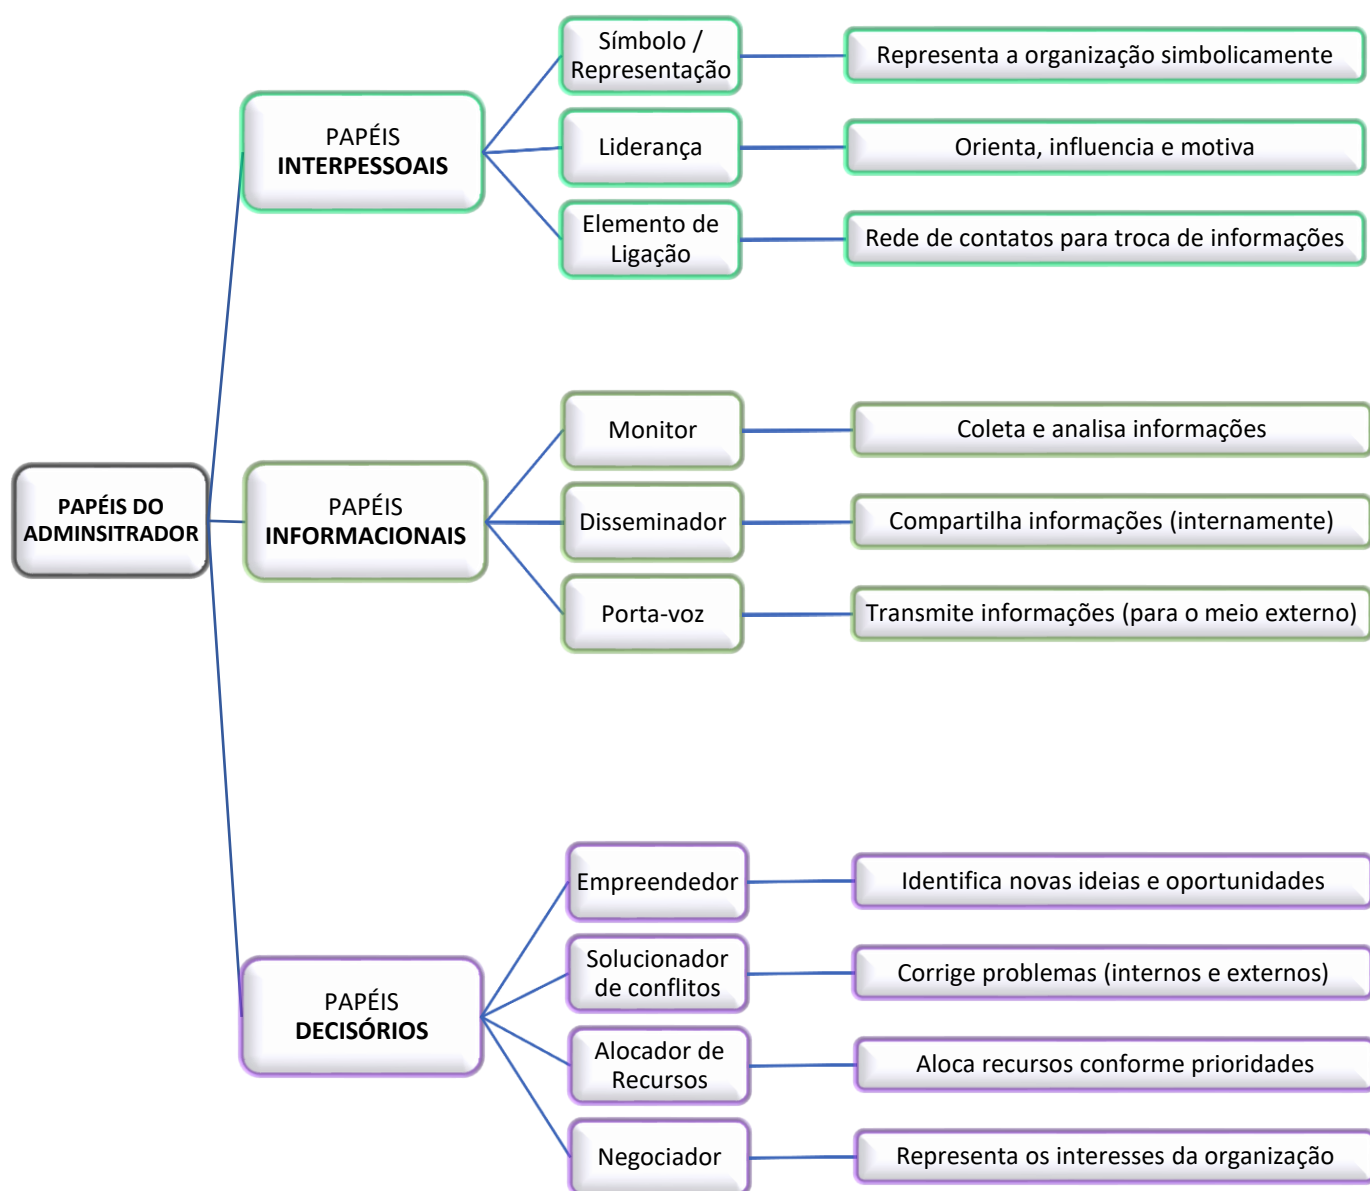 PAPÉIS DO
ADMINSITRADOR
PAPÉIS
INTERPESSOAIS
Símbolo /
Representação
Representa a organização simbolicamente
Liderança
Orienta, influencia e motiva
Elemento de
Ligação
Rede de contatos para troca de informações
PAPÉIS
INFORMACIONAIS
Monitor
Coleta e analisa informações
Disseminador
Compartilha informações (internamente)
Porta-voz
Transmite informações (para o meio externo)
PAPÉIS
DECISÓRIOS
Empreendedor
Identifica novas ideias e oportunidades
Solucionador
de conflitos
Corrige problemas (internos e externos)
Alocador de
Recursos
Aloca recursos conforme prioridades
Negociador
Representa os interesses da organização